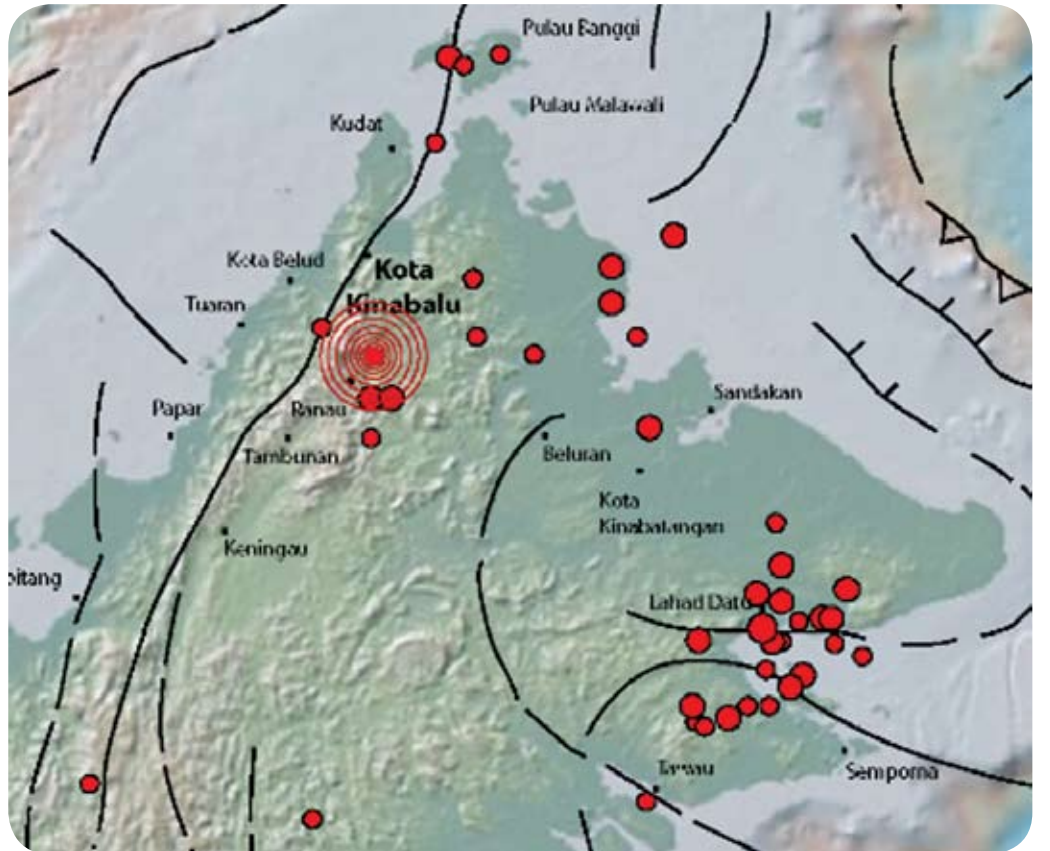 Pulau Banggi
Pulau Malawali
Kudat
Kota Belud
Kota
Kinabalu
Tuaran
Papar
Ranau
Sandakan
Tambunan
Beluran
Kota
Kinabatangan
Keningau
pitang
Lahad Datu
Tawau
Semporna